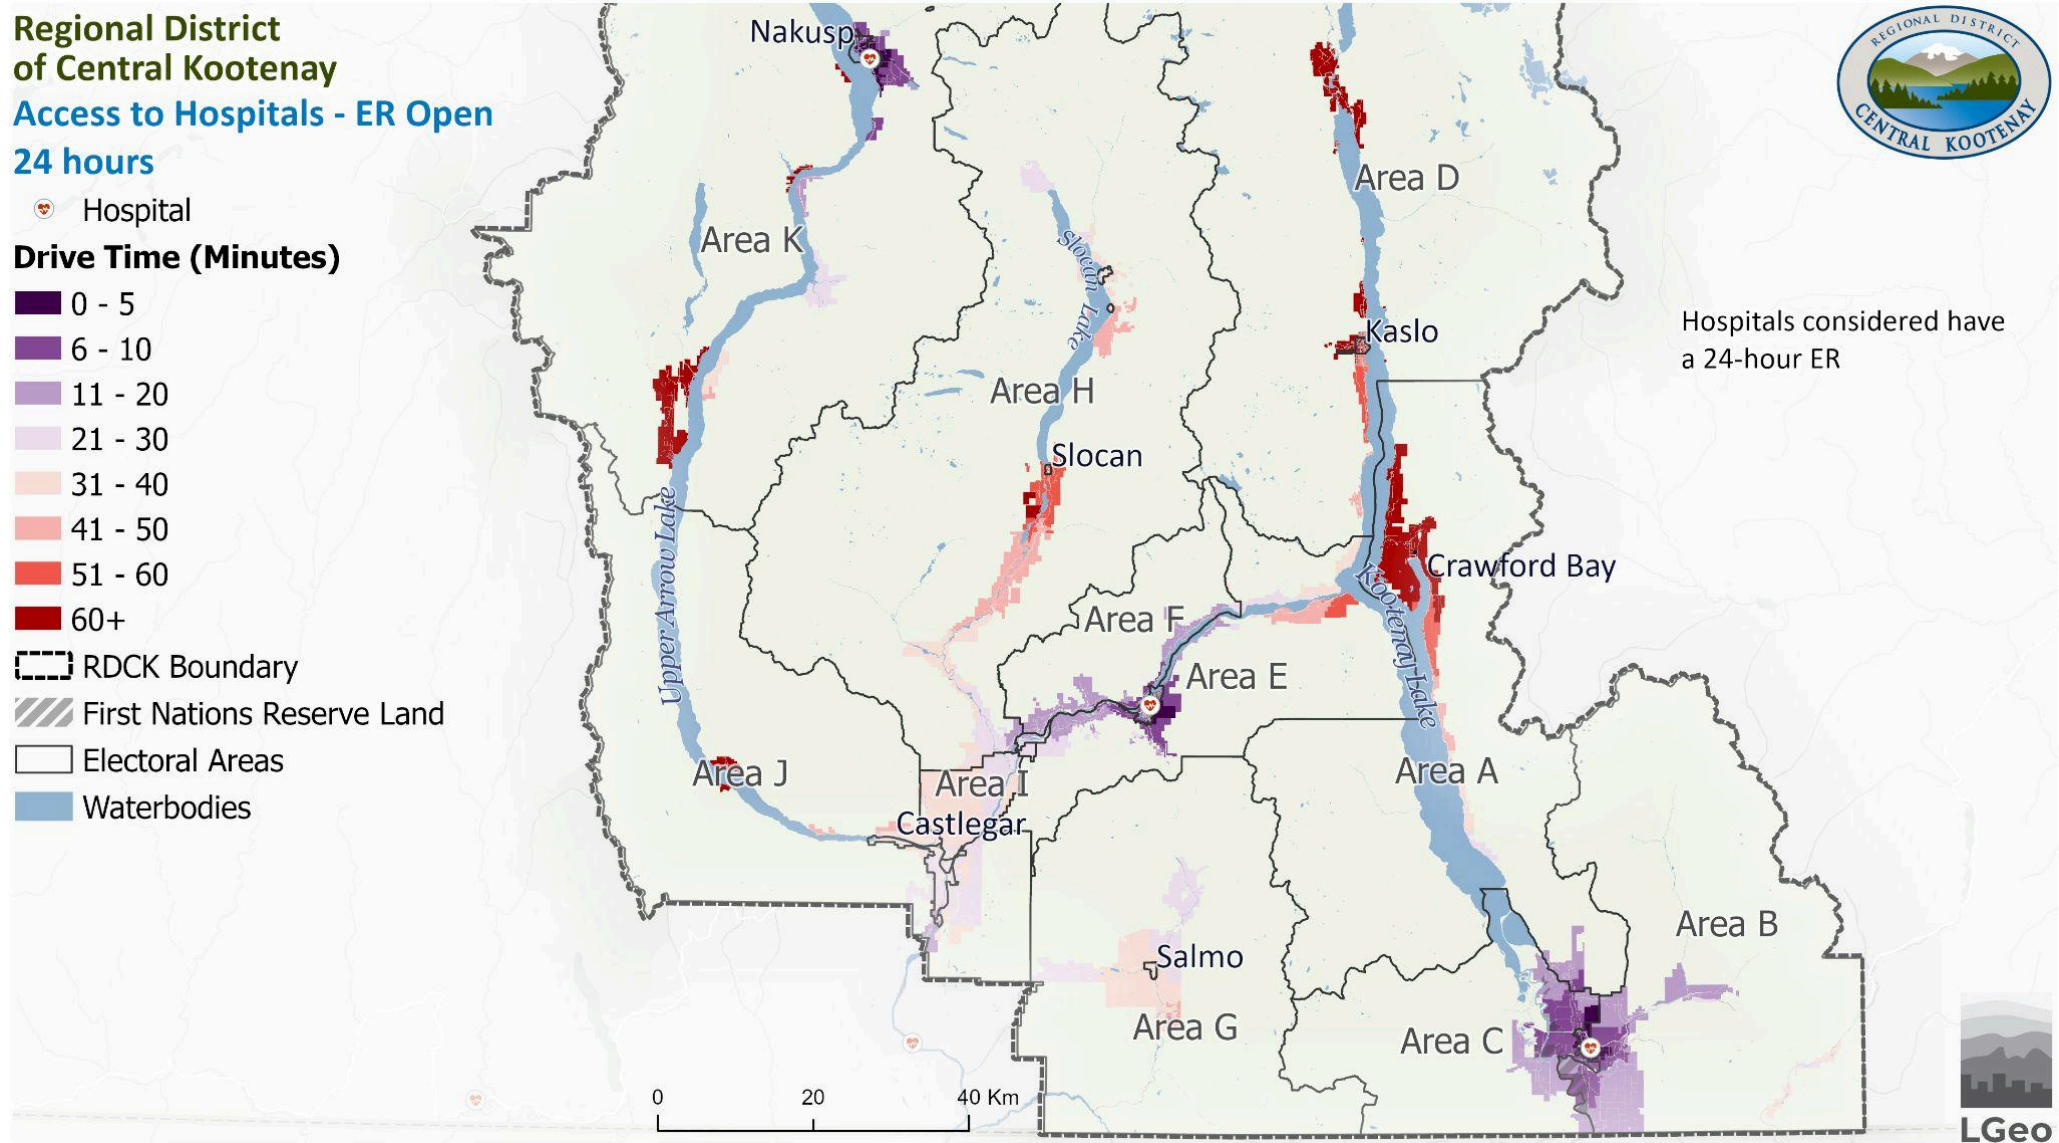 Regional District
of Central Kootenay
Access to Hospitals - ER Open
24 hours
Hospital
Drive Time (Minutes)
0 - 5
6 - 10
11 - 20
21 - 30
31 - 40
41 - 50
51 - 60
60+
RDCK Boundary
First Nations Reserve Land
Electoral Areas
Waterbodies
Nakusp
Area K
Area D
Slocan Lake
Kaslo
Area H
Slocan
Upper Arrow Lake
Crawford Bay
Kootenay Lake
Area F
Area E
Area J
Area I
Castlegar
Area A
Area B
Salmo
Area G
Area C
0 20 40 Km
REGIONAL DISTRICT
CENTRAL KOOTENAY
Hospitals considered have
a 24-hour ER
LGeo